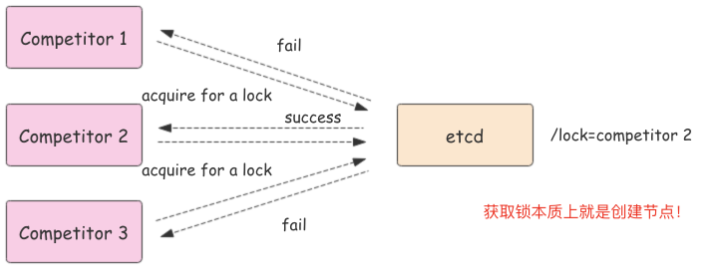 Competitor 1
fail
acquire for a lock
success
Competitor 2
etcd
/lock=competitor 2
acquire for a lock
获取锁本质上就是创建节点！
Competitor 3
fail